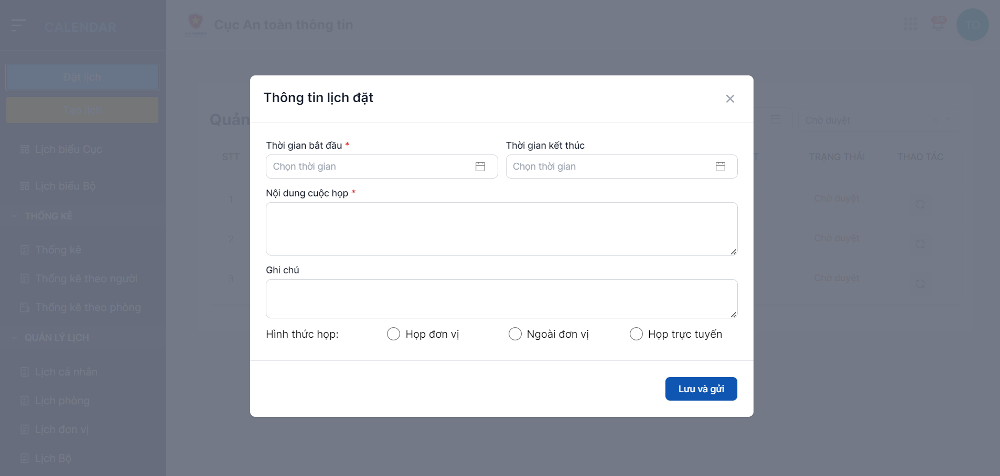 CALENDAR
Cục An toàn thông tin
34
TO
Đặt lịch
Tạo lịch
Lịch biểu Cục
Lịch biểu Bộ
THỐNG KÊ
Thống kê
Thống kê theo người
Thống kê theo phòng
QUẢN LÝ LỊCH
Lịch cá nhân
Lịch phòng
Lịch đơn vị
Lịch Bộ
Quản
Chờ duyệt
STT
T
TRẠNG THÁI
THAO TÁC
1
Chờ duyệt
2
Chờ duyệt
3
Chờ duyệt
Thông tin lịch đặt
Thời gian bắt đầu *
Thời gian kết thúc
Chọn thời gian
Chọn thời gian
Nội dung cuộc họp *
Ghi chú
Hình thức họp:
Họp đơn vị
Ngoài đơn vị
Họp trực tuyến
Lưu và gửi